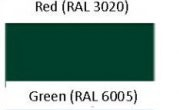 Red (RAL 3020)
Green (RAL 6005)